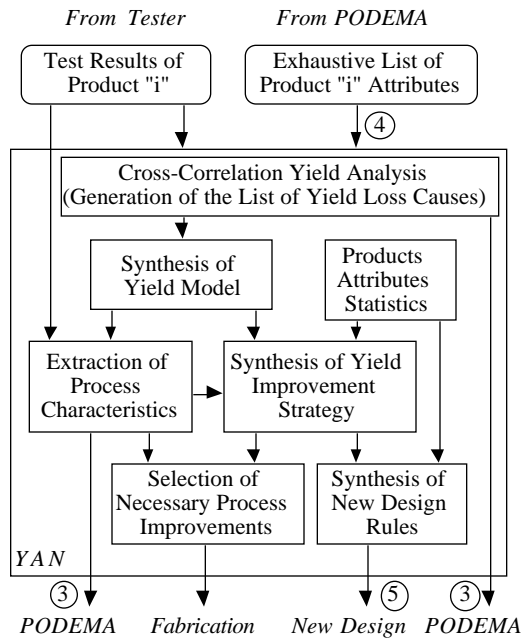 From Tester
From PODEMA
Test Results of
Product "i"
Exhaustive List of
Product "i" Attributes
4
Cross-Correlation Yield Analysis
(Generation of the List of Yield Loss Causes)
Synthesis of
Yield Model
Products
Attributes
Statistics
Extraction of
Process
Characteristics
Synthesis of Yield
Improvement
Strategy
Selection of
Necessary Process
Improvements
Synthesis of
New Design
Rules
YAN
3
5
3
PODEMA
Fabrication
New Design
PODEMA